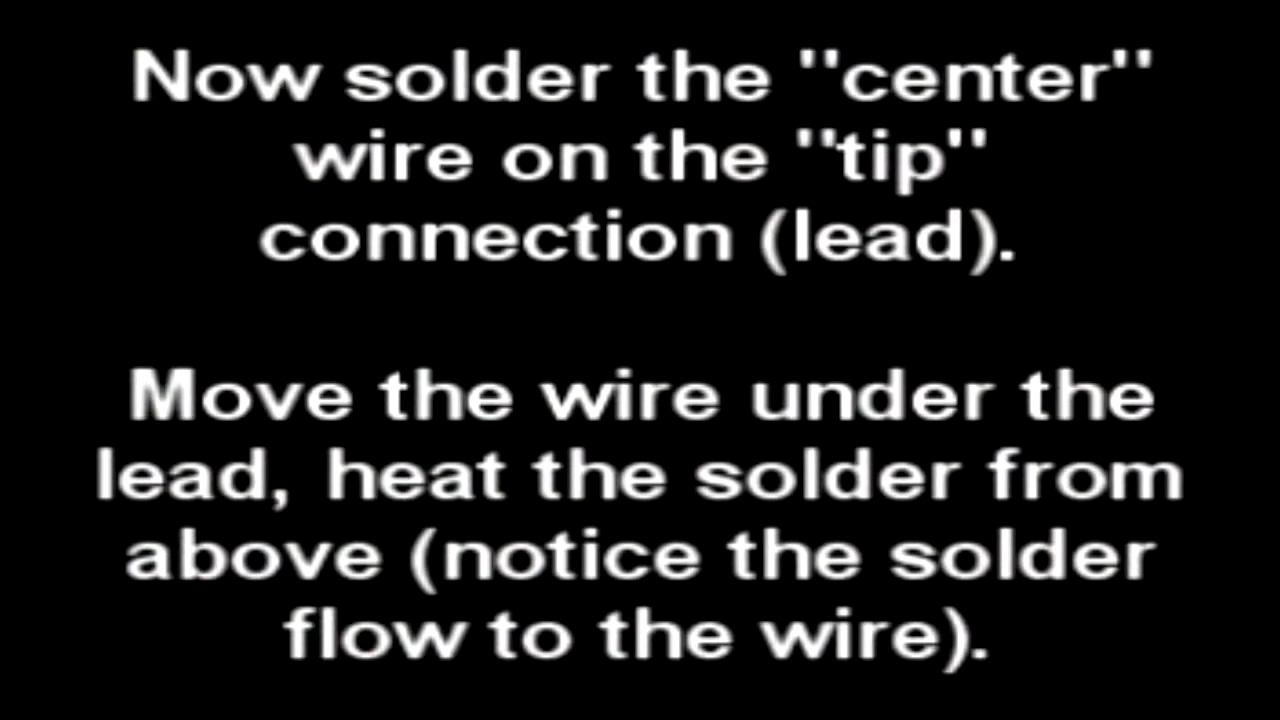 Now solder the "center"
wire on the "tip"
connection (lead).
Move the wire under the
lead, heat the solder from
above (notice the solder
flow to the wire).